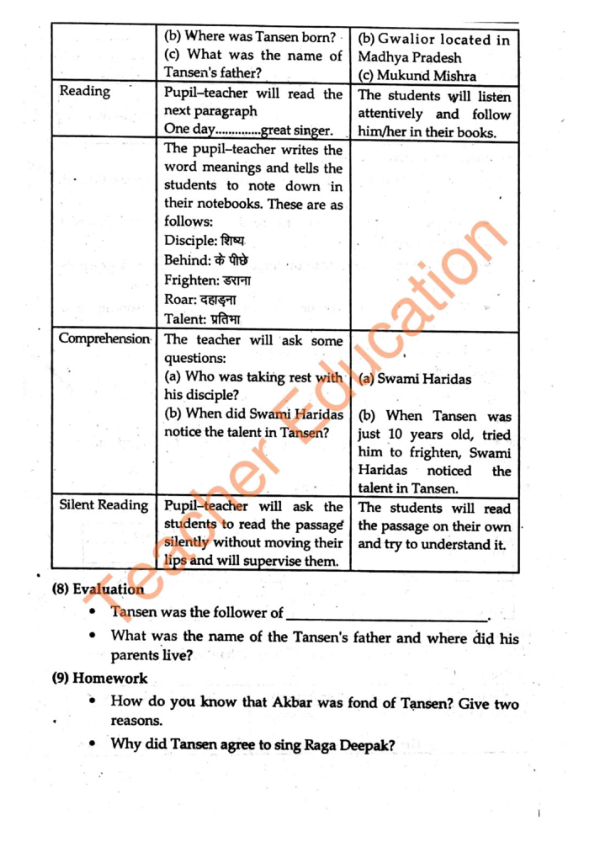 (b) Where was Tansen born?
(c) What was the name of
Tansen's father?
(b) Gwalior located in
Madhya Pradesh
(c) Mukund Mishra
Reading
Pupil–teacher will read the
next paragraph
One day...............great singer.
The students will listen
attentively and follow
him/her in their books.
The pupil–teacher writes the
word meanings and tells the
students to note down in
their notebooks. These are as
follows:
Disciple: शिष्य
Behind: के पीछे
Frighten: डराना
Roar: दहाड़ना
Talent: प्रतिभा
Comprehension
The teacher will ask some
questions:
(a) Who was taking rest with
his disciple?
(b) When did Swami Haridas
notice the talent in Tansen?
(a) Swami Haridas
(b) When Tansen was
just 10 years old, tried
him to frighten, Swami
Haridas noticed the
talent in Tansen.
Silent Reading
Pupil–teacher will ask the
students to read the passage
silently without moving their
lips and will supervise them.
The students will read
the passage on their own
and try to understand it.
(8) Evaluation
• Tansen was the follower of ____________________.
• What was the name of the Tansen's father and where did his
parents live?
(9) Homework
• How do you know that Akbar was fond of Tansen? Give two
reasons.
• Why did Tansen agree to sing Raga Deepak?
Teacher Education